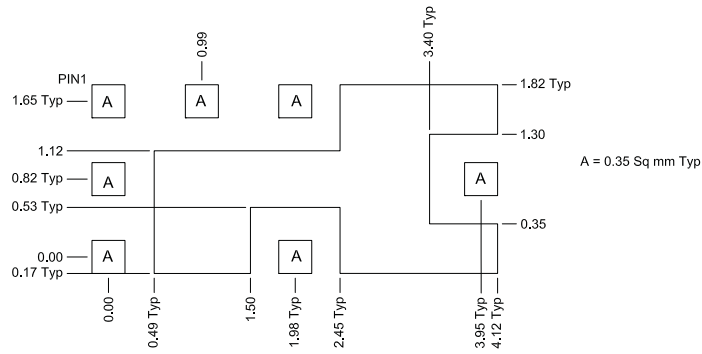 0.99
3.40 Typ
PIN1
1.65 Typ
A
A
A
1.82 Typ
1.12
1.30
A = 0.35 Sq mm Typ
0.82 Typ
A
A
0.53 Typ
0.35
0.00
A
A
0.17 Typ
0.00
0.49 Typ
1.50
1.98 Typ
2.45 Typ
3.95 Typ
4.12 Typ